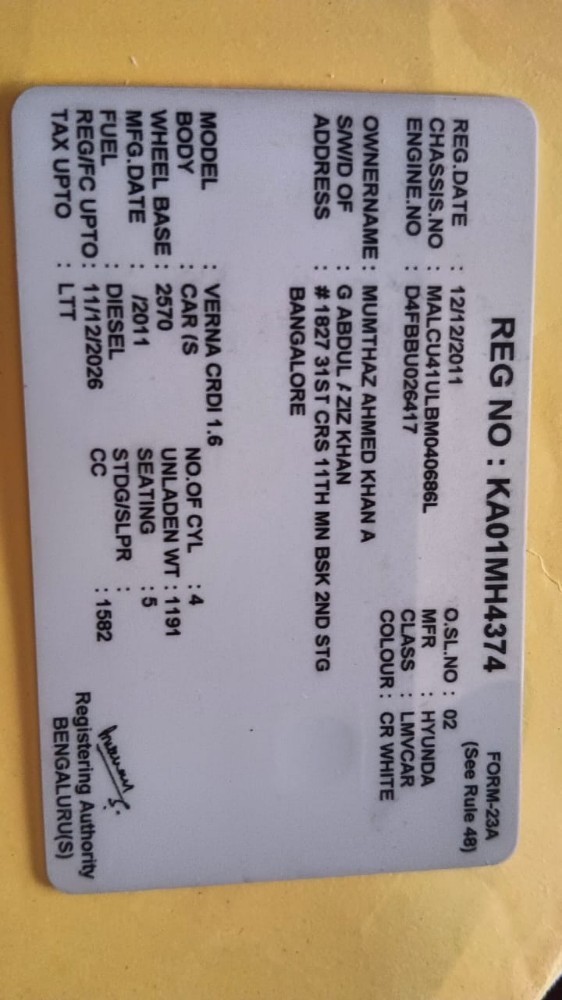 FORM-23A
(See Rule 48)
REG NO : KA01MH4374
REG.DATE : 12/12/2011 O.SL.NO : 02
CHASSIS.NO : MALCU41ULBM040686L MFR : HYUNDA
ENGINE.NO : D4FBBU026417 CLASS : LMVCAR
COLOUR : CR WHITE
OWNERNAME : MUMTHAZ AHMED KHAN A
S/W/D OF : G ABDUL AZIZ KHAN
ADDRESS : # 1827 31ST CRS 11TH MN BSK 2ND STG
BANGALORE
MODEL : VERNA CRDI 1.6
BODY : CAR (S NO.OF CYL : 4
WHEEL BASE : 2570 UNLADEN WT : 1191
MFG.DATE : /2011 SEATING : 5
FUEL : DIESEL STDG/SLPR :
REG/FC UPTO : 11/12/2026 CC : 1582
TAX UPTO : LTT
Registering Authority
BENGALURU(S)